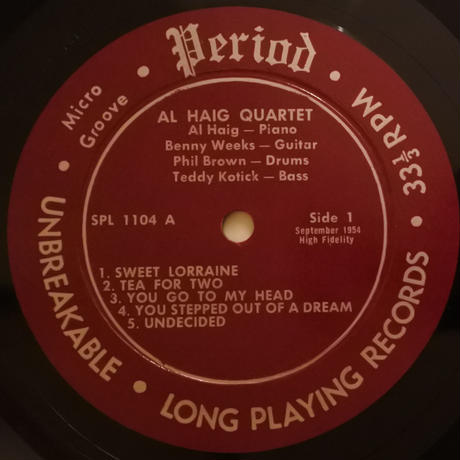 Period
Micro
Groove
33⅓ RPM
AL HAIG QUARTET
Al Haig — Piano
Benny Weeks — Guitar
Phil Brown — Drums
Teddy Kotick — Bass
SPL 1104 A
Side 1
September 1954
High Fidelity
1. SWEET LORRAINE
2. TEA FOR TWO
3. YOU GO TO MY HEAD
4. YOU STEPPED OUT OF A DREAM
5. UNDECIDED
UNBREAKABLE • LONG PLAYING RECORDS